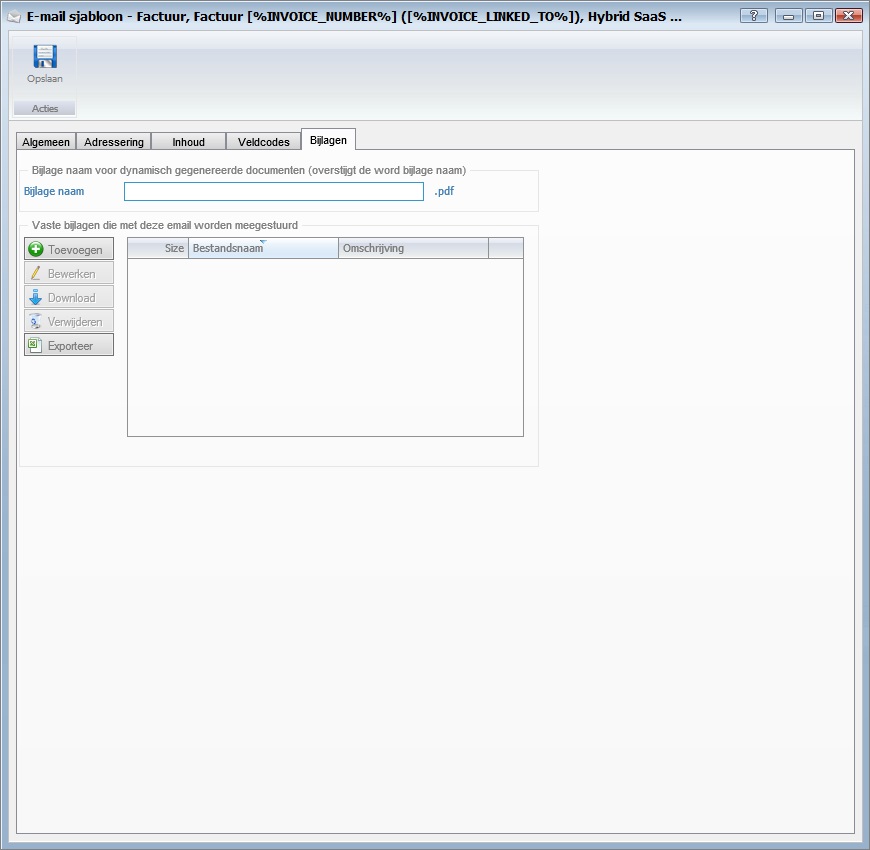 E-mail sjabloon - Factuur, Factuur [%INVOICE_NUMBER%] ([%INVOICE_LINKED_TO%]), Hybrid SaaS ...
Opslaan
Acties
Algemeen Adressering Inhoud Veldcodes Bijlagen
Bijlage naam voor dynamisch gegenereerde documenten (overstijgt de word bijlage naam)
Bijlage naam .pdf
Vaste bijlagen die met deze email worden meegestuurd
Toevoegen Size Bestandsnaam Omschrijving
Bewerken
Download
Verwijderen
Exporteer